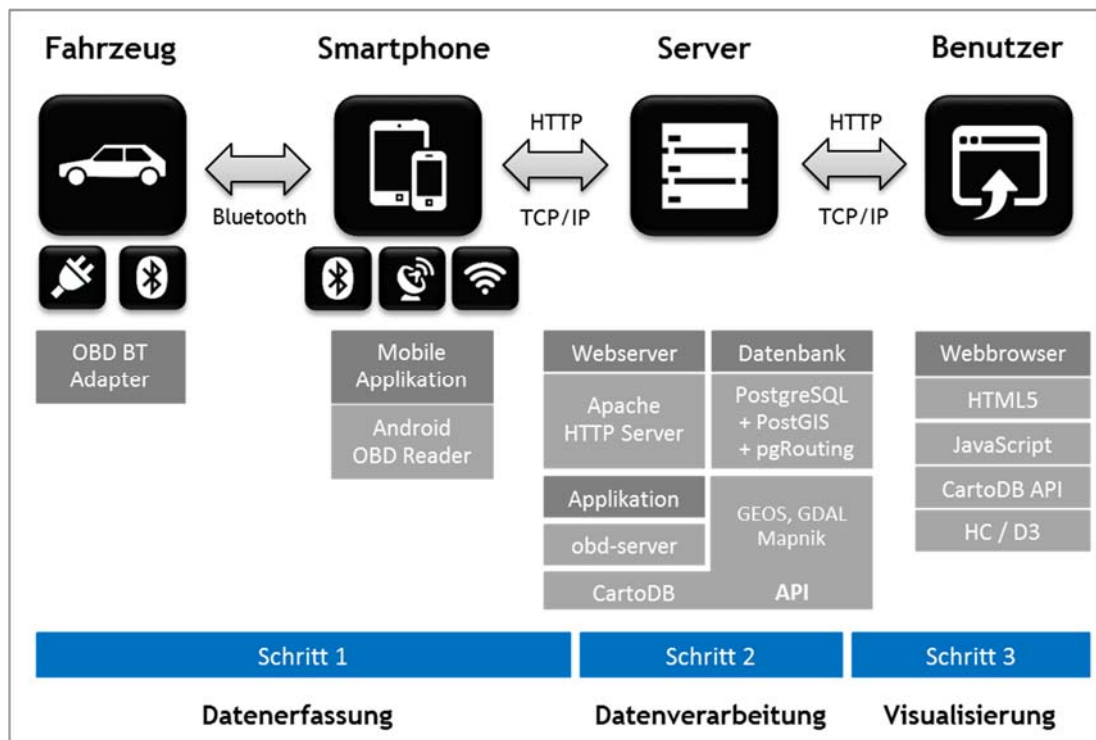 Fahrzeug
Smartphone
Server
Benutzer
Bluetooth
HTTP
TCP/IP
HTTP
TCP/IP
OBD BT
Adapter
Mobile
Applikation
Android
OBD Reader
Webserver
Apache
HTTP Server
Datenbank
PostgreSQL
+ PostGIS
+ pgRouting
Applikation
obd-server
CartoDB
GEOS, GDAL
Mapnik
API
Webbrowser
HTML5
JavaScript
CartoDB API
HC / D3
Schritt 1
Schritt 2
Schritt 3
Datenerfassung
Datenverarbeitung
Visualisierung